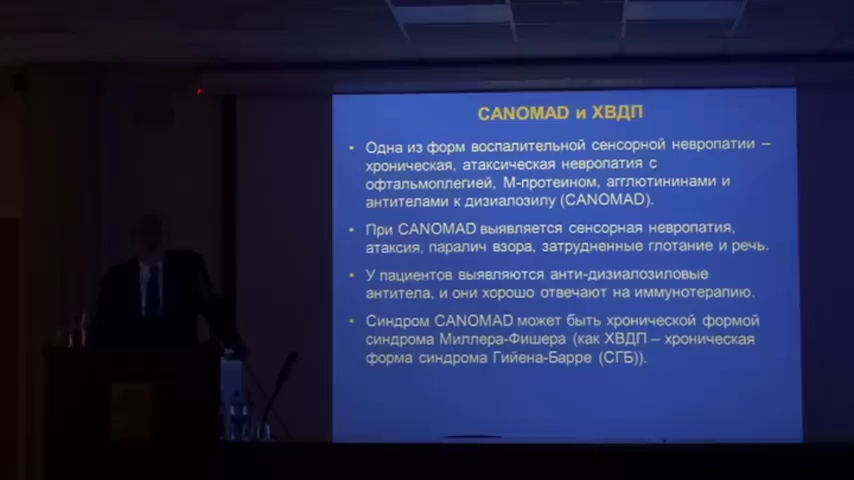 CANOMAD и ХВДП
• Одна из форм воспалительной сенсорной невропатии –
хроническая, атаксическая невропатия с
офтальмоплегией, М-протеином, агглютининами и
антителами к дизиалозилу (CANOMAD).
• При CANOMAD выявляется сенсорная невропатия,
атаксия, паралич взора, затрудненные глотание и речь.
• У пациентов выявляются анти-дизиалозиловые
антитела, и они хорошо отвечают на иммунотерапию.
• Синдром CANOMAD может быть хронической формой
синдрома Миллера-Фишера (как ХВДП – хроническая
форма синдрома Гийена-Барре (СГБ)).